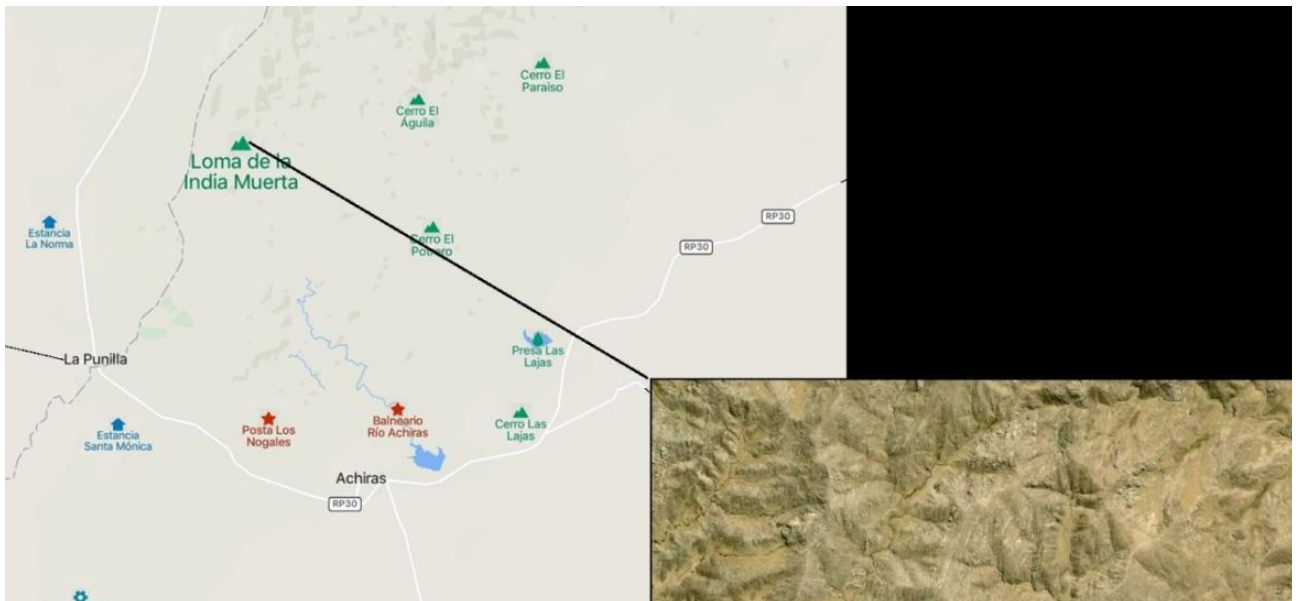 Cerro El
Paraiso
Cerro El
Águila
Loma de la
India Muerta
RP30
Estancia
La Norma
Cerro El
Potrero
RP30
La Punilla
Presa Las
Lajas
Estancia
Santa Mónica
Posta Los
Nogales
Balneario
Río Achiras
Cerro Las
Lajas
Achiras
RP30